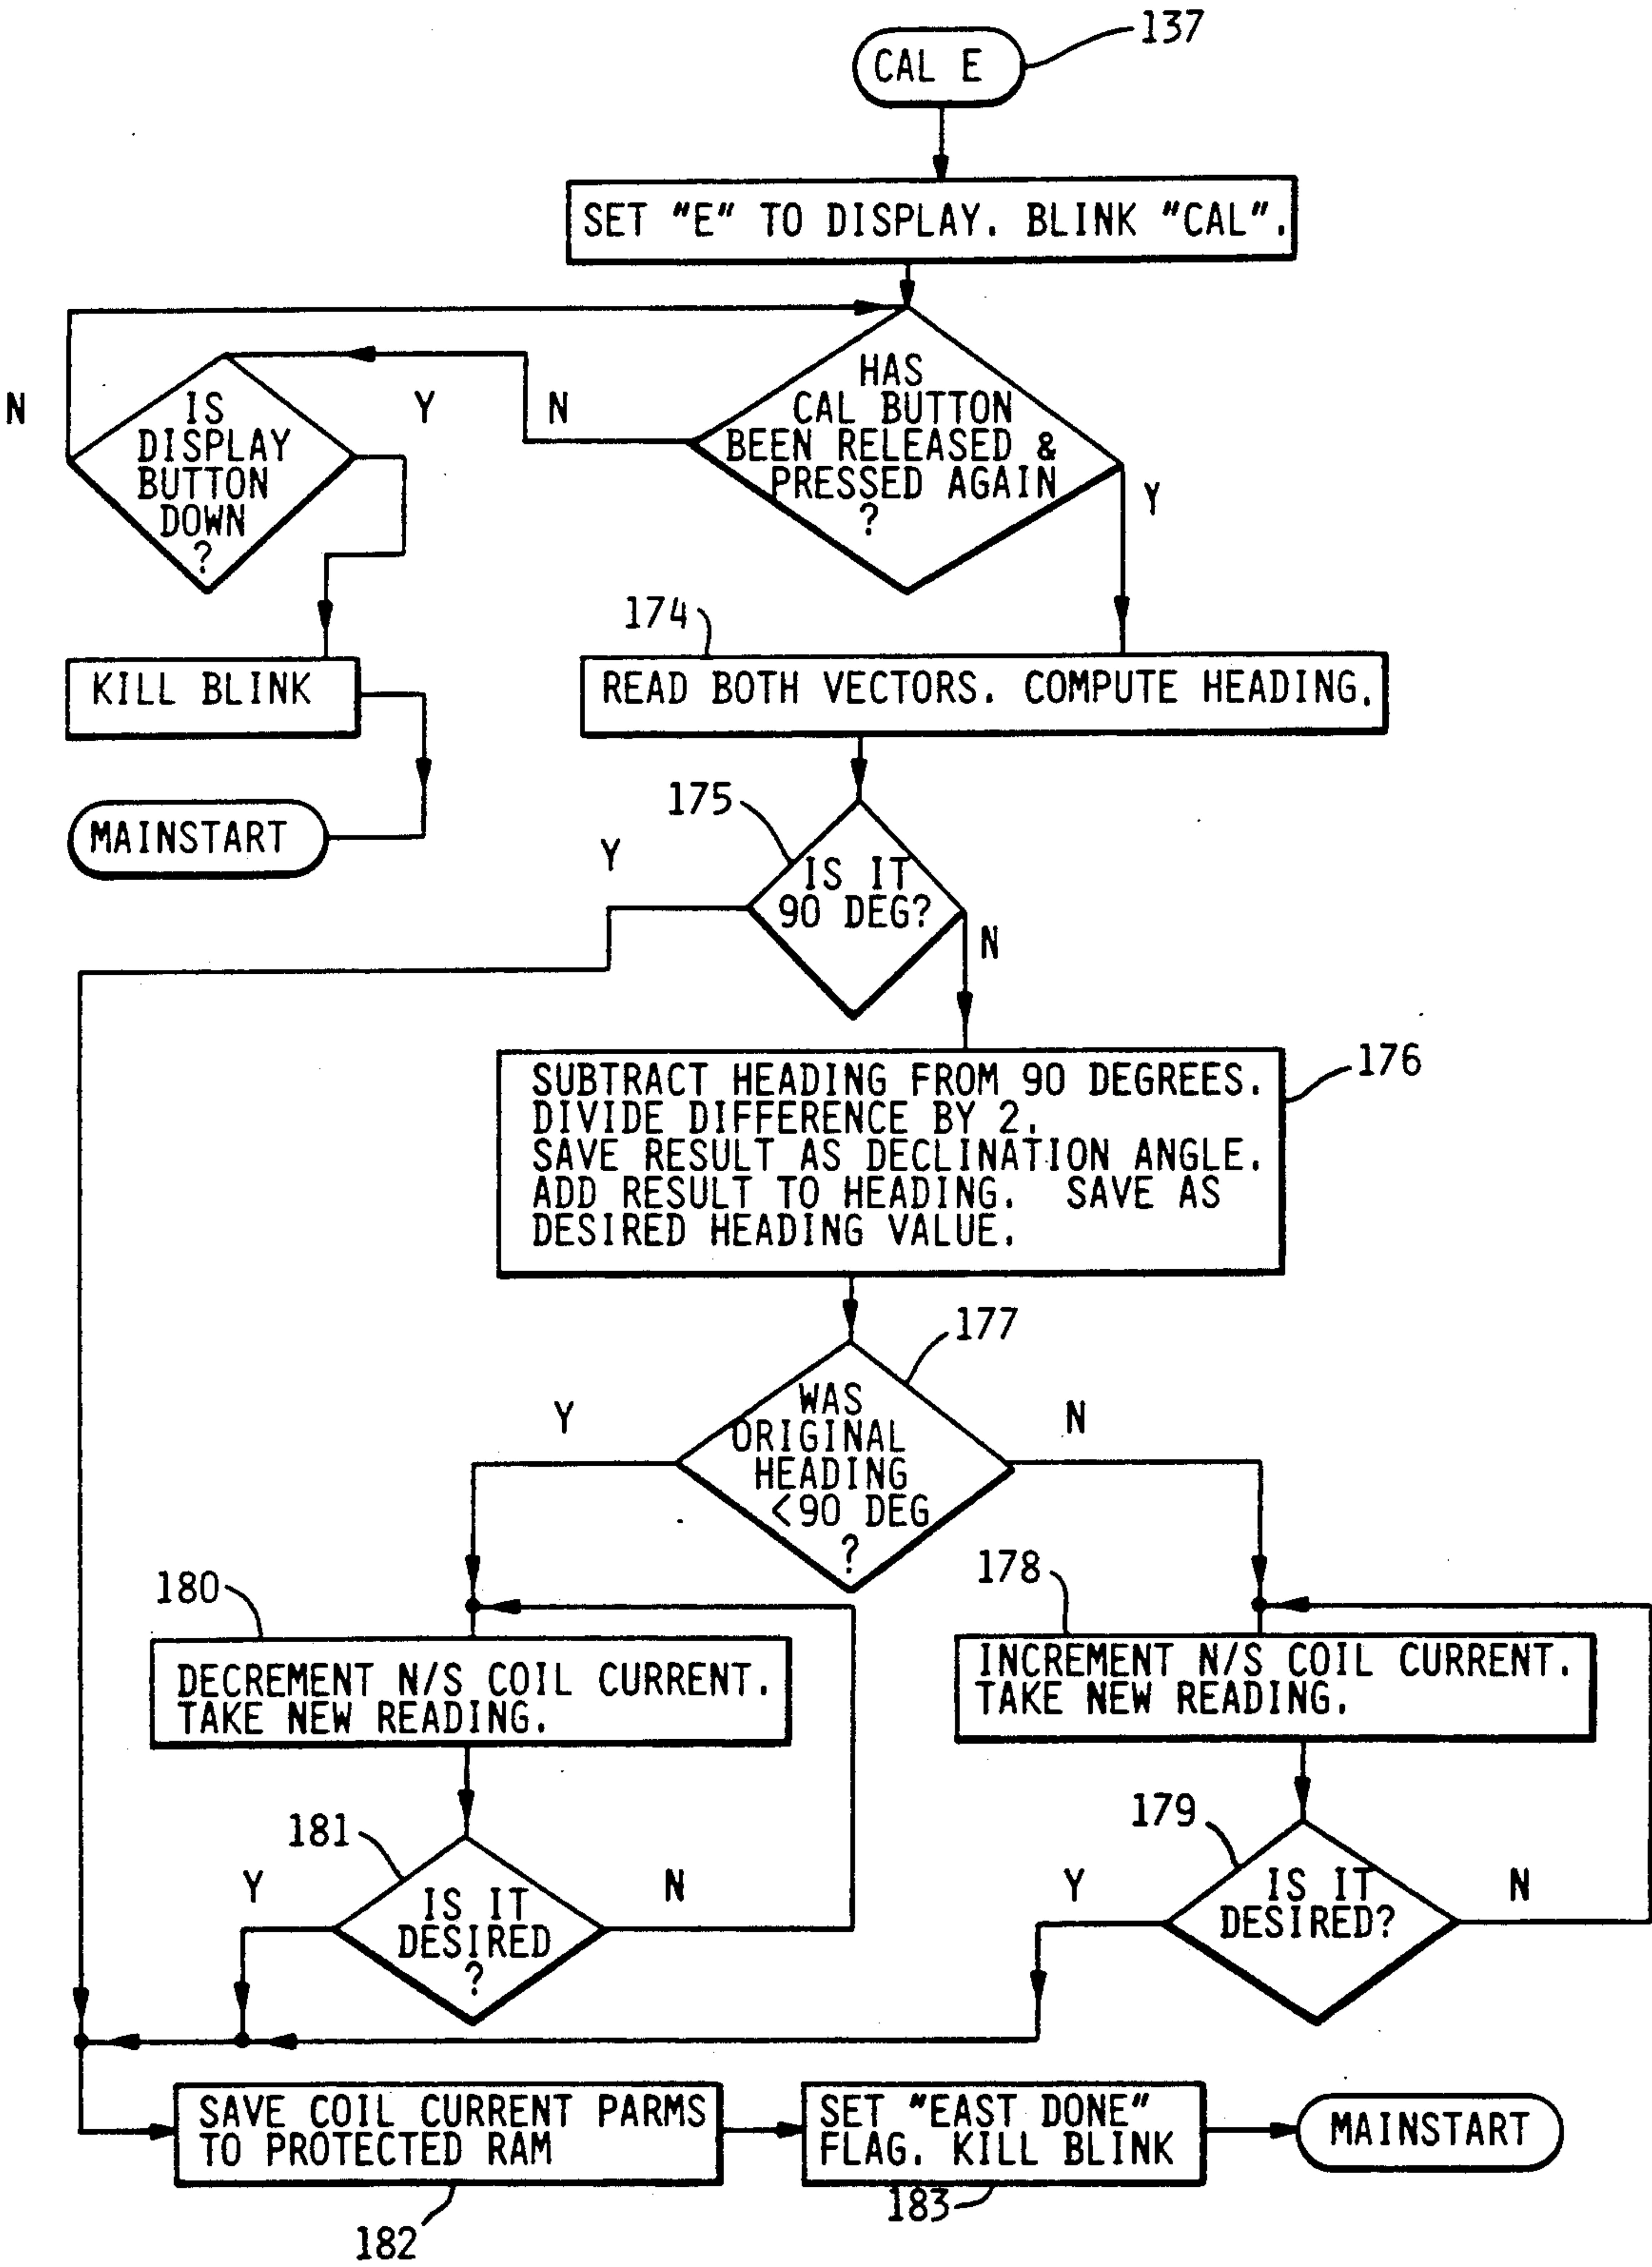 137
CAL E
SET "E" TO DISPLAY. BLINK "CAL".
N
IS
DISPLAY
BUTTON
DOWN
?
Y
N
HAS
CAL BUTTON
BEEN RELEASED &
PRESSED AGAIN
?
Y
174
KILL BLINK
READ BOTH VECTORS. COMPUTE HEADING.
MAINSTART
175
Y
IS IT
90 DEG?
N
176
SUBTRACT HEADING FROM 90 DEGREES.
DIVIDE DIFFERENCE BY 2.
SAVE RESULT AS DECLINATION ANGLE.
ADD RESULT TO HEADING. SAVE AS
DESIRED HEADING VALUE.
177
Y
WAS
ORIGINAL
HEADING
<90 DEG
?
N
180
178
DECREMENT N/S COIL CURRENT.
TAKE NEW READING.
INCREMENT N/S COIL CURRENT.
TAKE NEW READING.
181
Y
IS IT
DESIRED
?
N
179
Y
IS IT
DESIRED?
N
SAVE COIL CURRENT PARMS
TO PROTECTED RAM
182
SET "EAST DONE"
FLAG. KILL BLINK
183
MAINSTART